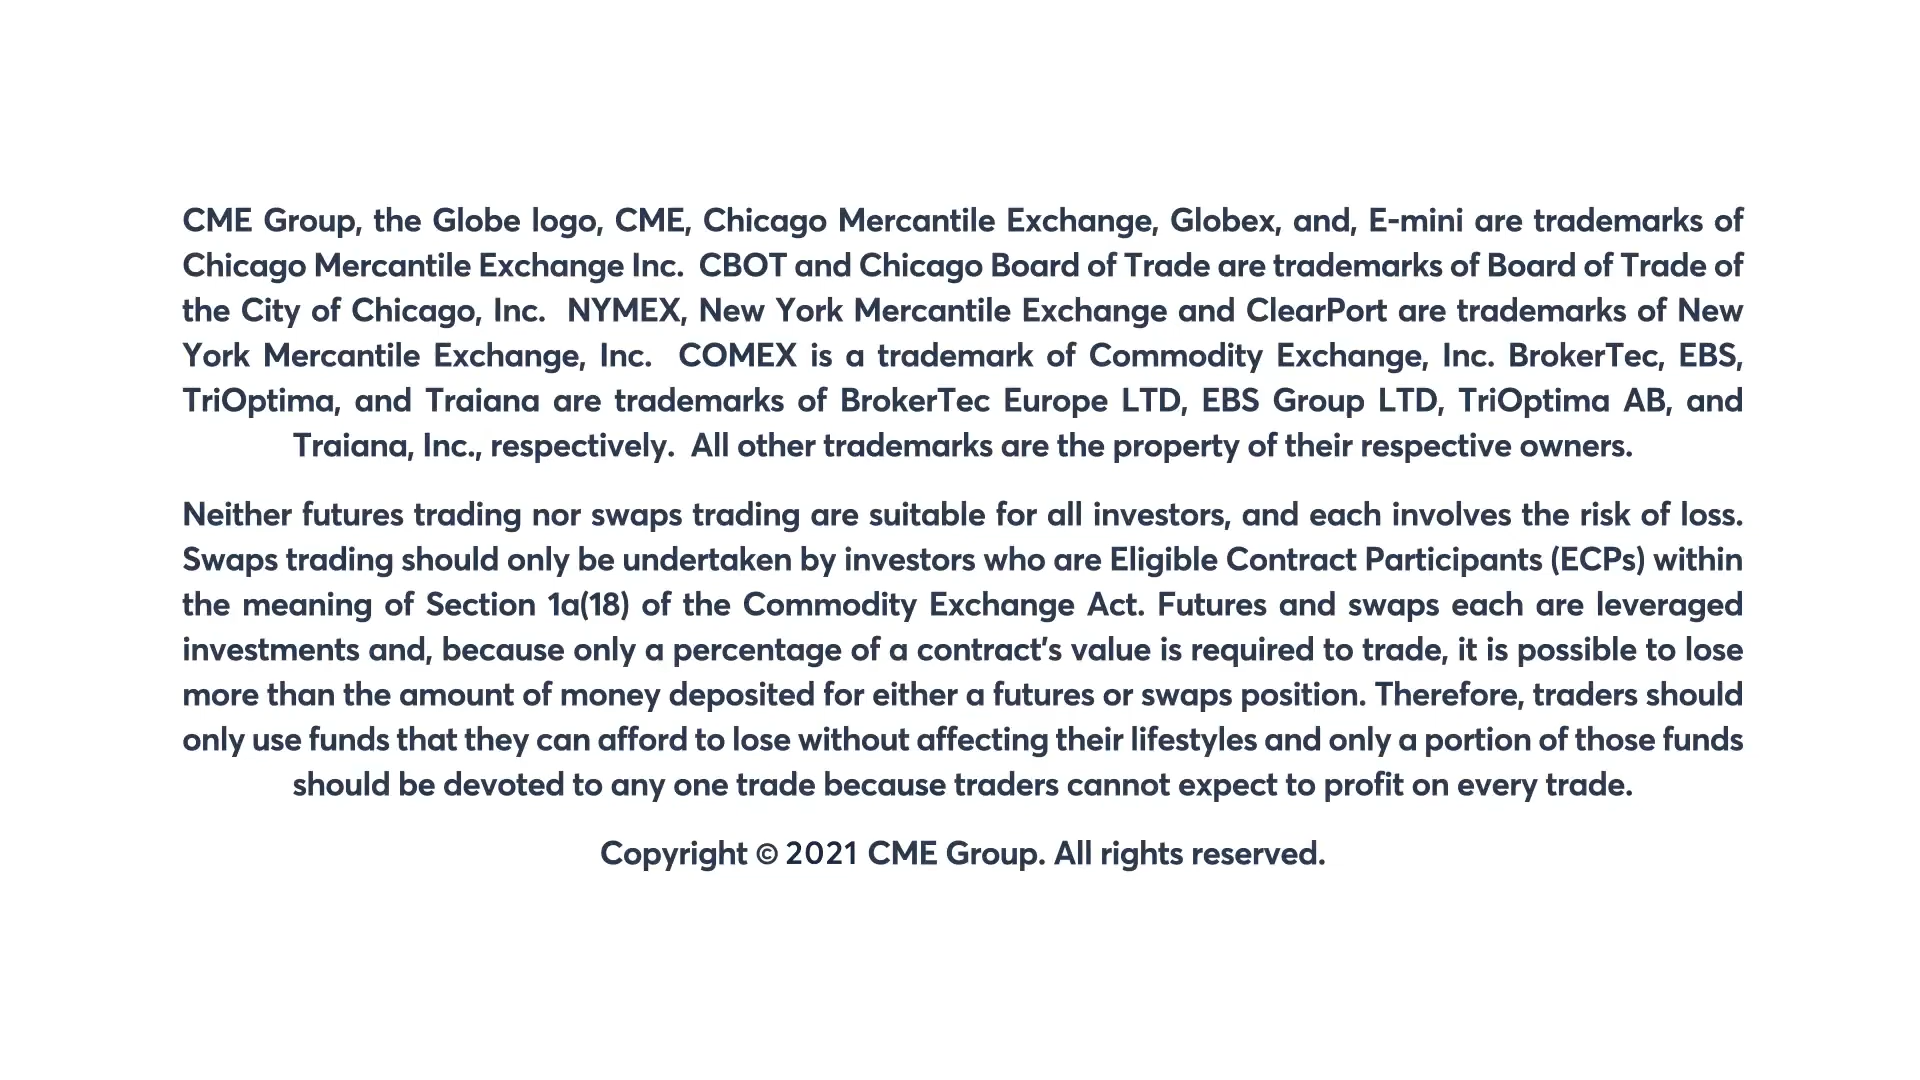 CME Group, the Globe logo, CME, Chicago Mercantile Exchange, Globex, and, E-mini are trademarks of
Chicago Mercantile Exchange Inc.  CBOT and Chicago Board of Trade are trademarks of Board of Trade of
the City of Chicago, Inc.  NYMEX, New York Mercantile Exchange and ClearPort are trademarks of New
York Mercantile Exchange, Inc.  COMEX is a trademark of Commodity Exchange, Inc. BrokerTec, EBS,
TriOptima, and Traiana are trademarks of BrokerTec Europe LTD, EBS Group LTD, TriOptima AB, and
Traiana, Inc., respectively.  All other trademarks are the property of their respective owners.
Neither futures trading nor swaps trading are suitable for all investors, and each involves the risk of loss.
Swaps trading should only be undertaken by investors who are Eligible Contract Participants (ECPs) within
the meaning of Section 1a(18) of the Commodity Exchange Act. Futures and swaps each are leveraged
investments and, because only a percentage of a contract's value is required to trade, it is possible to lose
more than the amount of money deposited for either a futures or swaps position. Therefore, traders should
only use funds that they can afford to lose without affecting their lifestyles and only a portion of those funds
should be devoted to any one trade because traders cannot expect to profit on every trade.
Copyright © 2021 CME Group. All rights reserved.